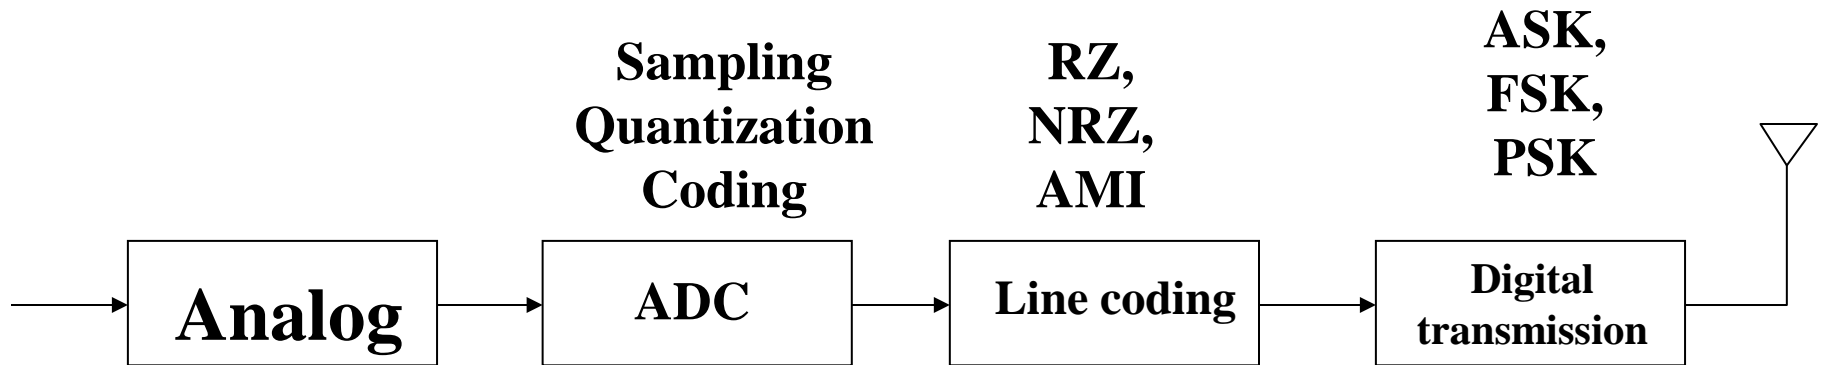 Sampling
Quantization
Coding
RZ,
NRZ,
AMI
ASK,
FSK,
PSK
Analog
ADC
Line coding
Digital
transmission